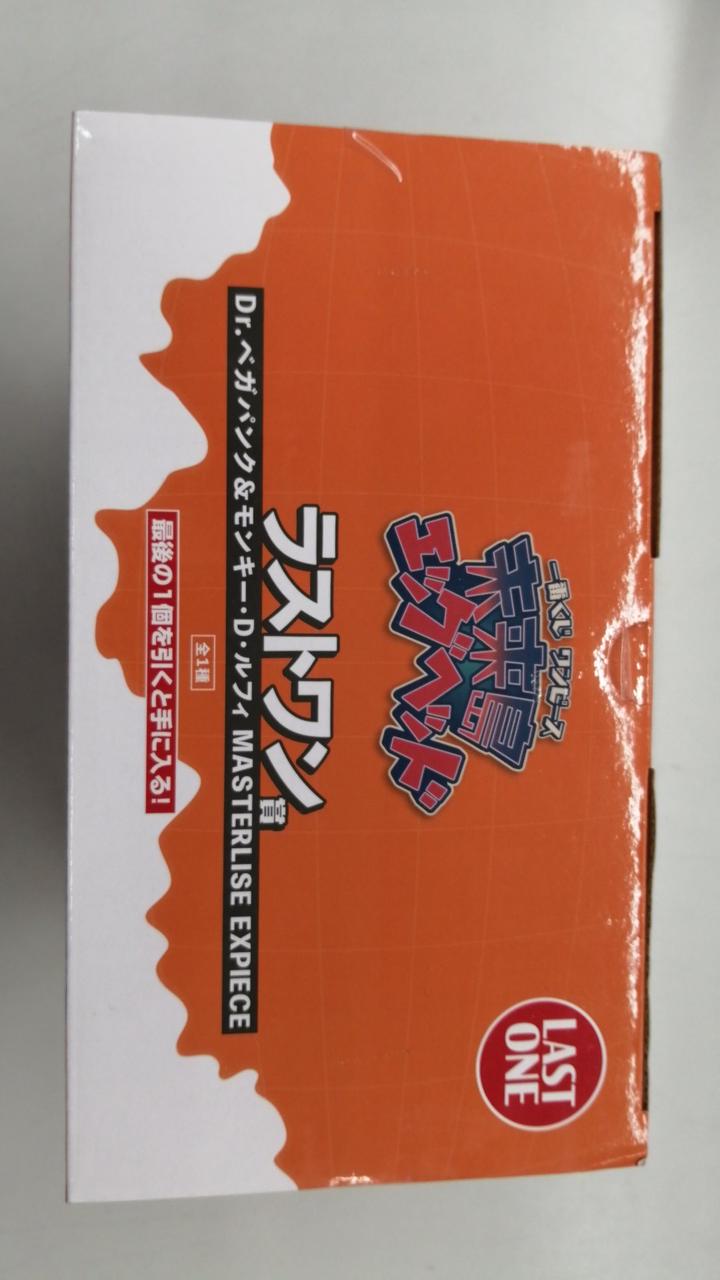 一番くじ ワンピース
未来島
エッグヘッド
LAST
ONE
ラストワン賞
Dr.ベガパンク&モンキー・D・ルフィ MASTERLISE EXPIECE
全1種
最後の1個を引くと手に入る!